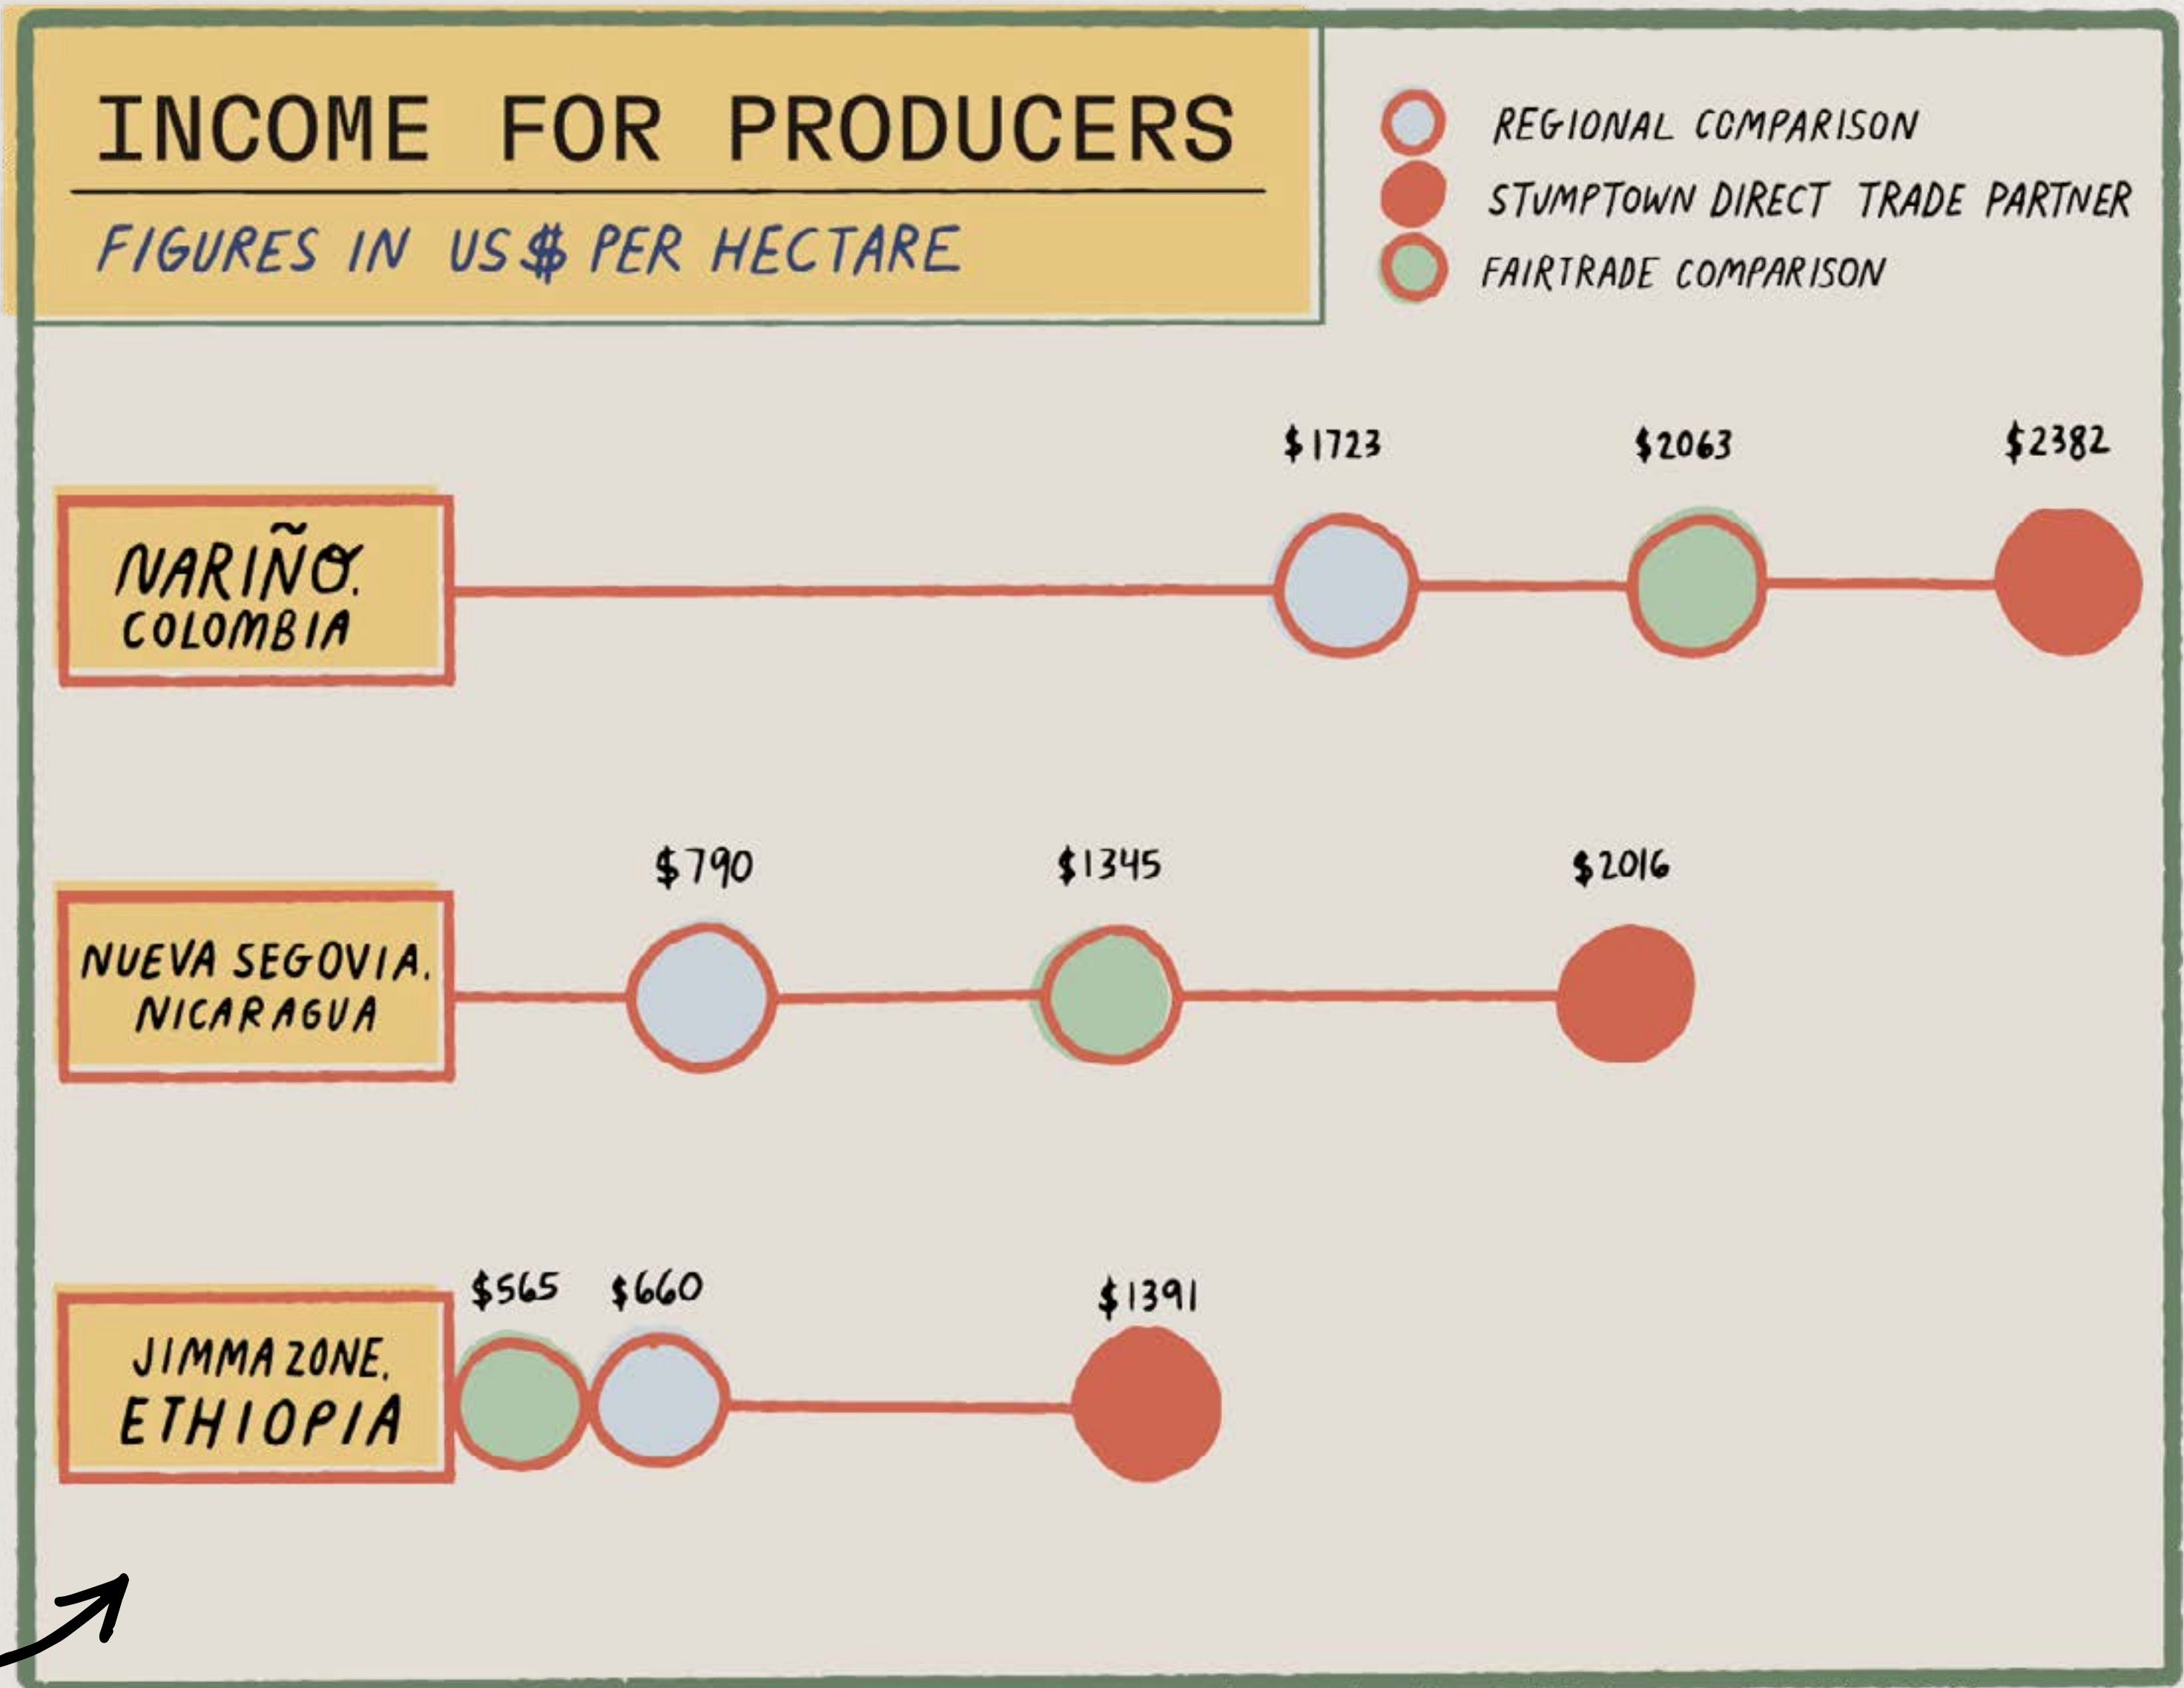 INCOME FOR PRODUCERS
FIGURES IN US$ PER HECTARE
REGIONAL COMPARISON
STUMPTOWN DIRECT TRADE PARTNER
FAIRTRADE COMPARISON
$1723 $2063 $2382
NARIÑO.
COLOMBIA
$790 $1345 $2016
NUEVA SEGOVIA.
NICARAGUA
$565 $660 $1391
JIMMA ZONE.
ETHIOPIA